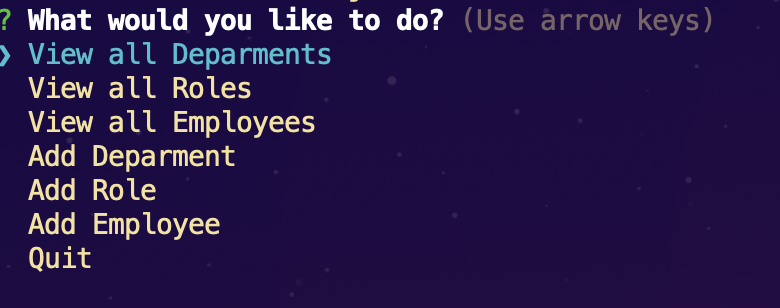 ? What would you like to do? (Use arrow keys)
❯ View all Deparments
View all Roles
View all Employees
Add Deparment
Add Role
Add Employee
Quit